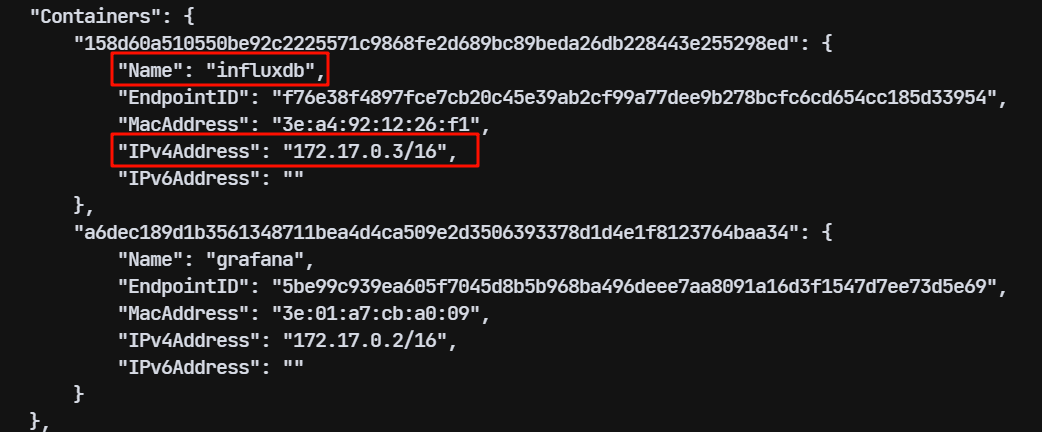 "Containers": {
"158d60a510550be92c2225571c9868fe2d689bc89beda26db228443e255298ed": {
"Name": "influxdb",
"EndpointID": "f76e38f4897fce7cb20c45e39ab2cf99a77dee9b278bcfc6cd654cc185d33954",
"MacAddress": "3e:a4:92:12:26:f1",
"IPv4Address": "172.17.0.3/16",
"IPv6Address": ""
},
"a6dec189d1b3561348711bea4d4ca509e2d3506393378d1d4e1f8123764baa34": {
"Name": "grafana",
"EndpointID": "5be99c939ea605f7045d8b5b968ba496deee7aa8091a16d3f1547d7ee73d5e69",
"MacAddress": "3e:01:a7:cb:a0:09",
"IPv4Address": "172.17.0.2/16",
"IPv6Address": ""
}
},